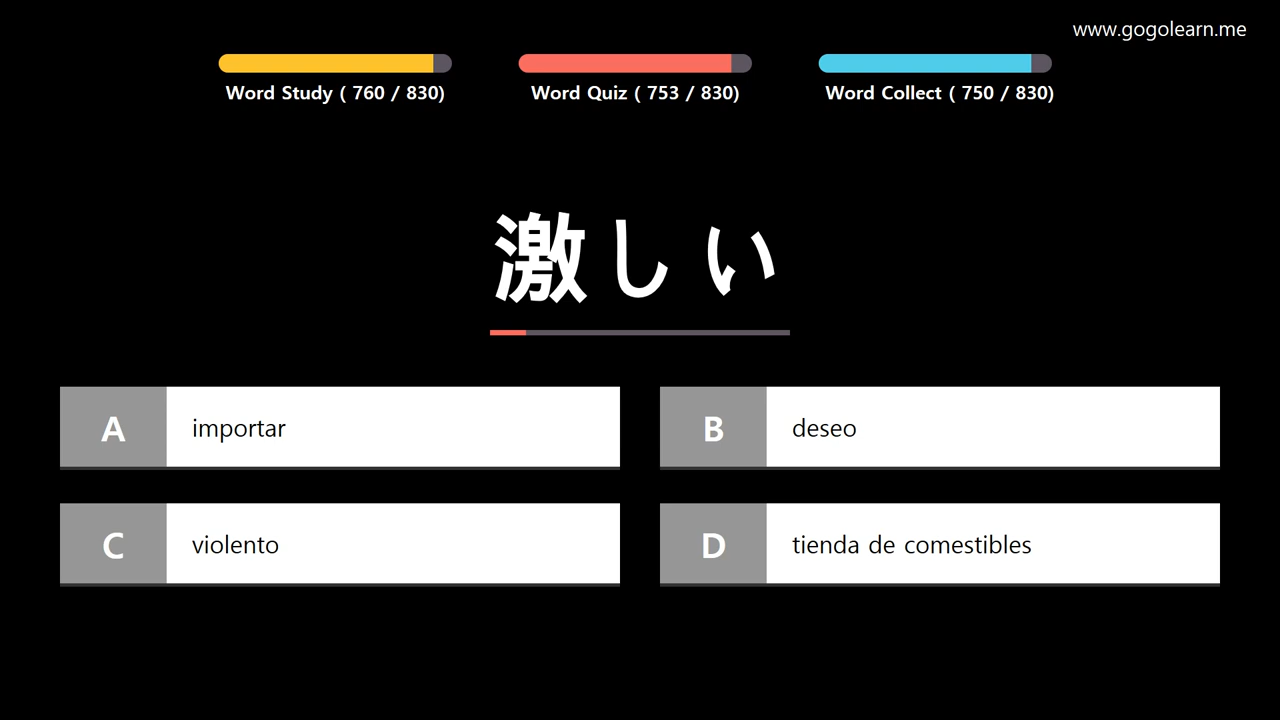 www.gogolearn.me
Word Study ( 760 / 830)
Word Quiz ( 753 / 830)
Word Collect ( 750 / 830)
激しい
A importar
B deseo
C violento
D tienda de comestibles